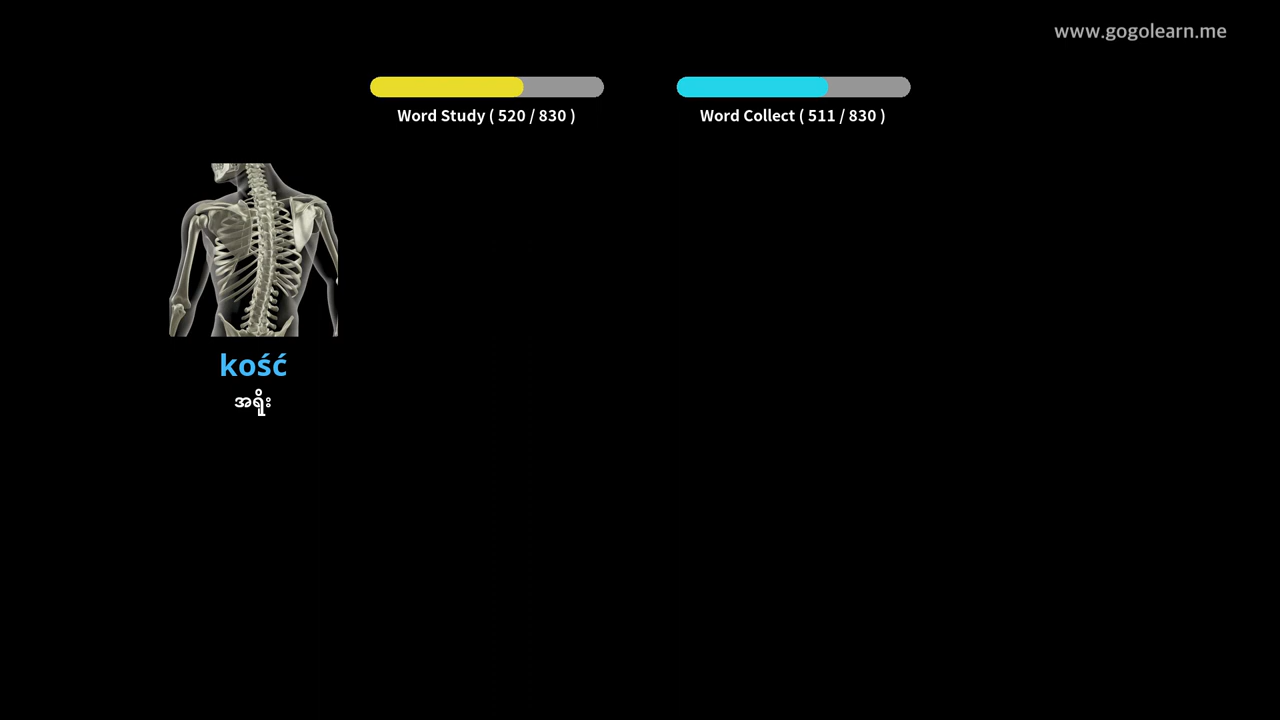 www.gogolearn.me
Word Study ( 520 / 830 )
Word Collect ( 511 / 830 )
kość
အရိုး